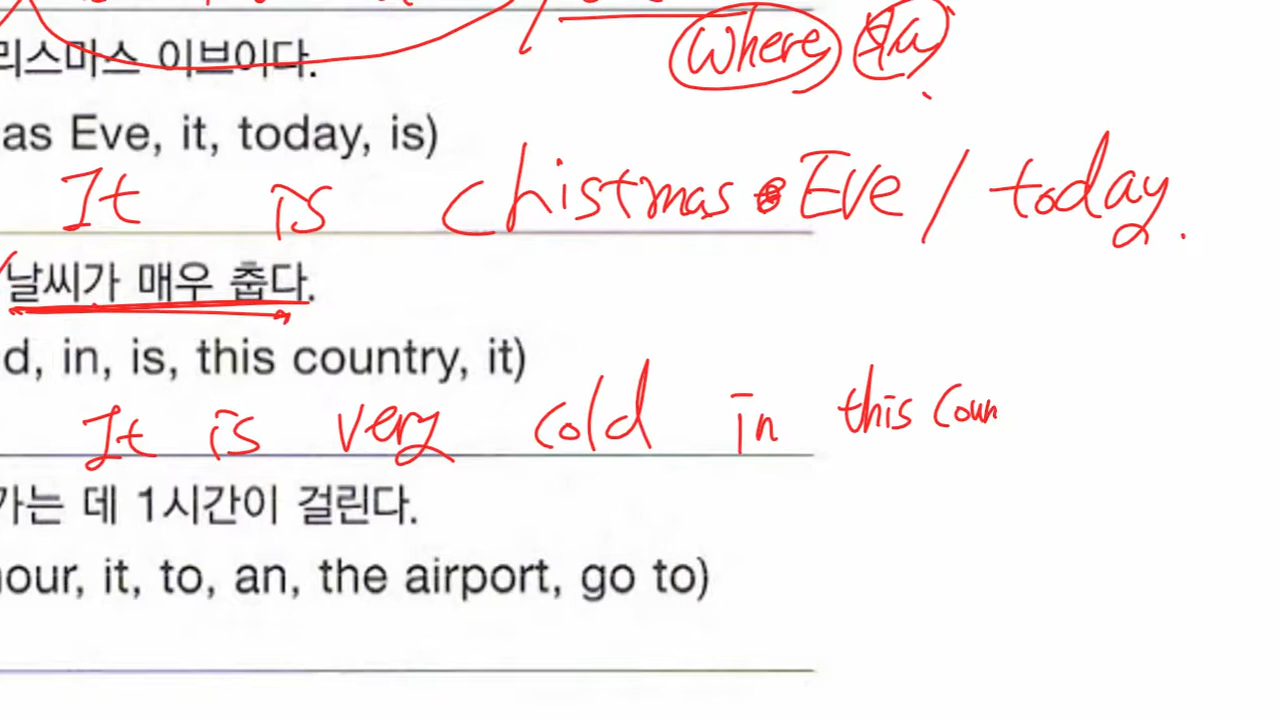 Where
리스마스 이브이다.
as Eve, it, today, is)
It is Chistmas Eve / today.
날씨가 매우 춥다.
d, in, is, this country, it)
It is very cold in this coun
가는 데 1시간이 걸린다.
hour, it, to, an, the airport, go to)